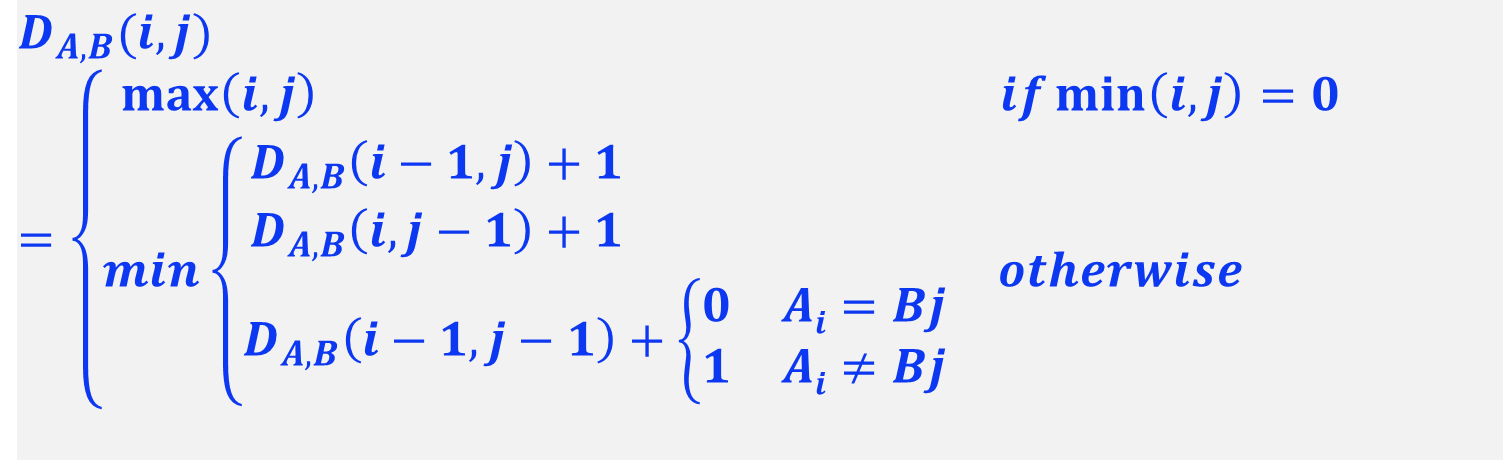 D_{A,B}(i,j)
= { max(i,j) if min(i,j) = 0
min { D_{A,B}(i − 1,j) + 1
D_{A,B}(i,j − 1) + 1
otherwise
D_{A,B}(i − 1,j − 1) + { 0 A_i = Bj
1 A_i ≠ Bj